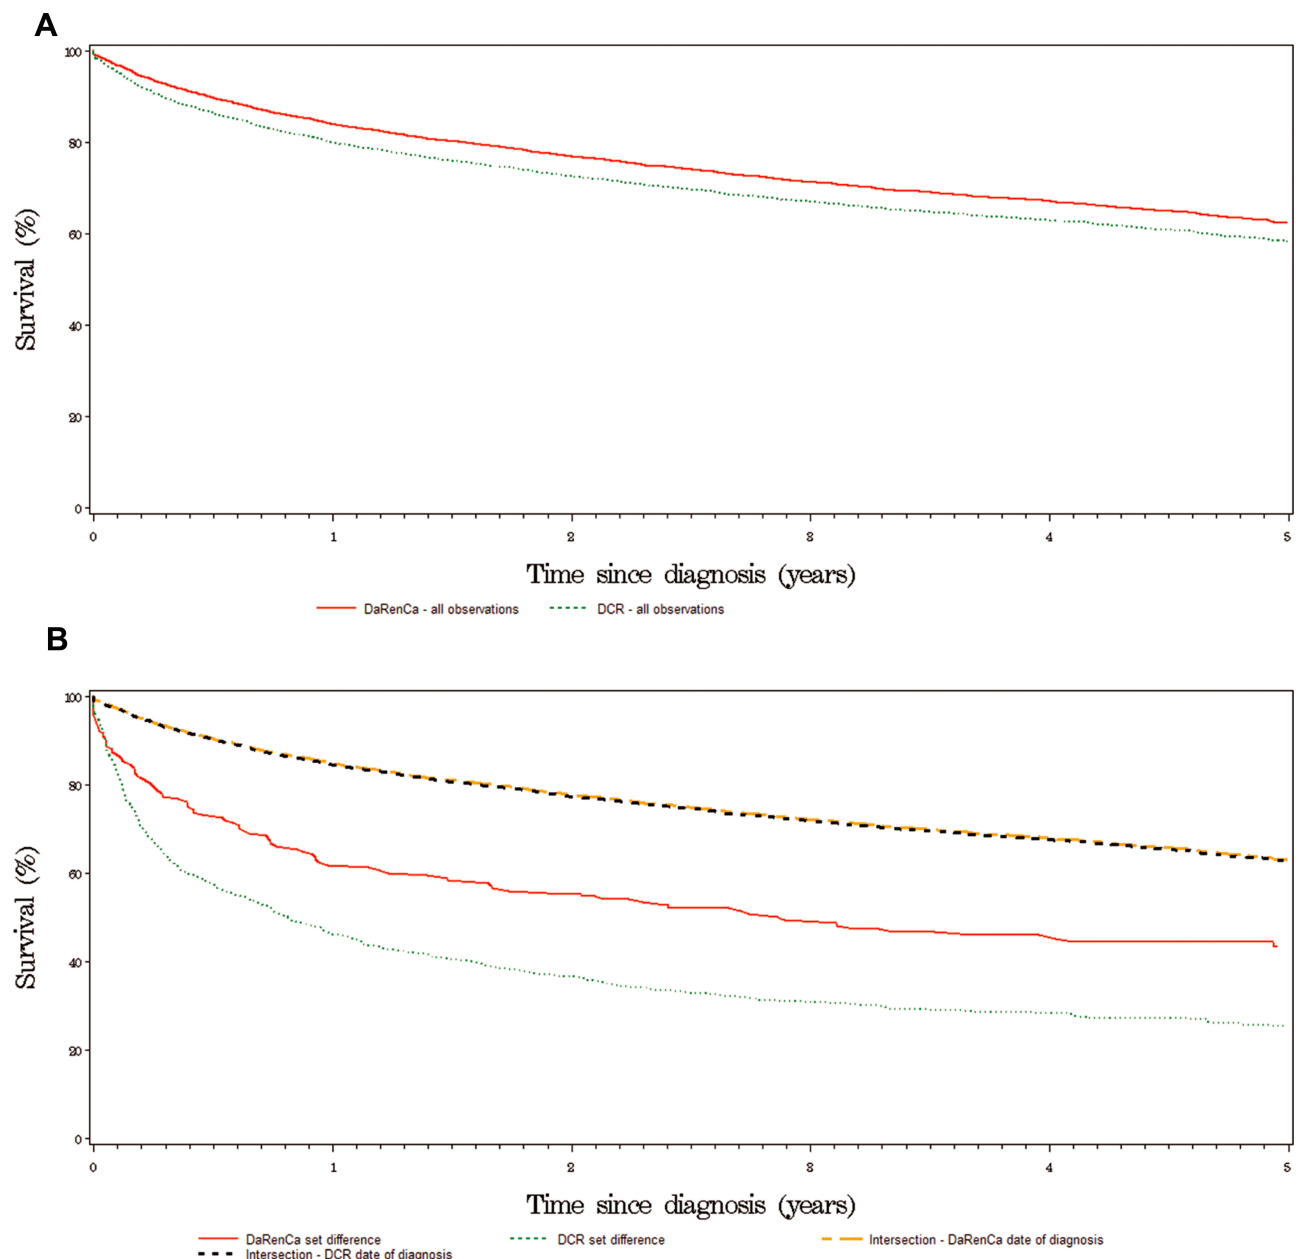 A
100
80
60
40
20
0
Survival (%)
0 1 2 3 4 5
Time since diagnosis (years)
DaRenCa - all observations DCR - all observations
B
100
80
60
40
20
0
Survival (%)
0 1 2 3 4 5
Time since diagnosis (years)
DaRenCa set difference DCR set difference Intersection - DaRenCa date of diagnosis
Intersection - DCR date of diagnosis